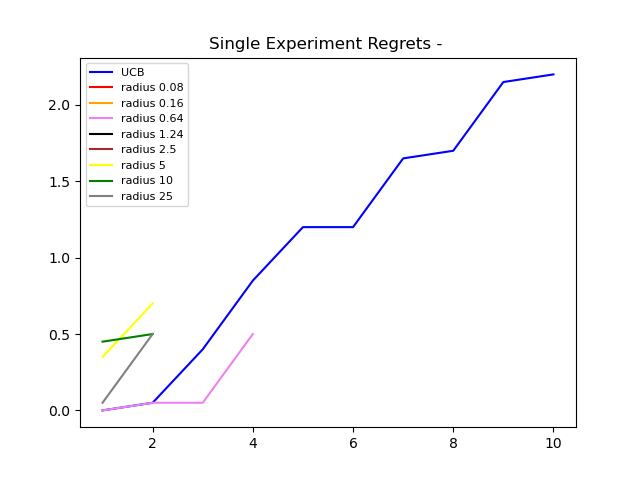 Single Experiment Regrets -
UCB
radius 0.08
radius 0.16
radius 0.64
radius 1.24
radius 2.5
radius 5
radius 10
radius 25
2.0
1.5
1.0
0.5
0.0
2 4 6 8 10